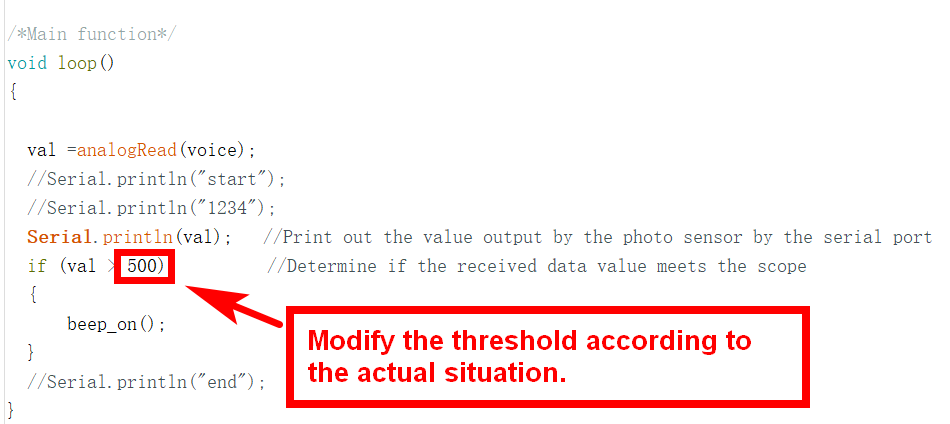 /*Main function*/
void loop()
{
val =analogRead(voice);
//Serial.println("start");
//Serial.println("1234");
Serial.println(val);   //Print out the value output by the photo sensor by the serial port
if (val > 500)          //Determine if the received data value meets the scope
{
beep_on();
}
//Serial.println("end");
}
Modify the threshold according to
the actual situation.